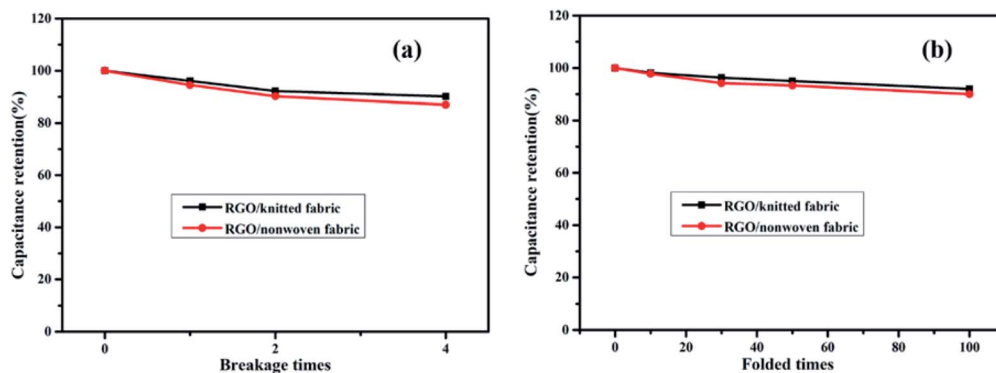 120
100
80
60
40
20
0
Capacitance retention(%)
(a)
RGO/knitted fabric
RGO/nonwoven fabric
0 2 4
Breakage times
120
100
80
60
40
20
0
Capacitance retention(%)
(b)
RGO/knitted fabric
RGO/nonwoven fabric
0 20 40 60 80 100
Folded times